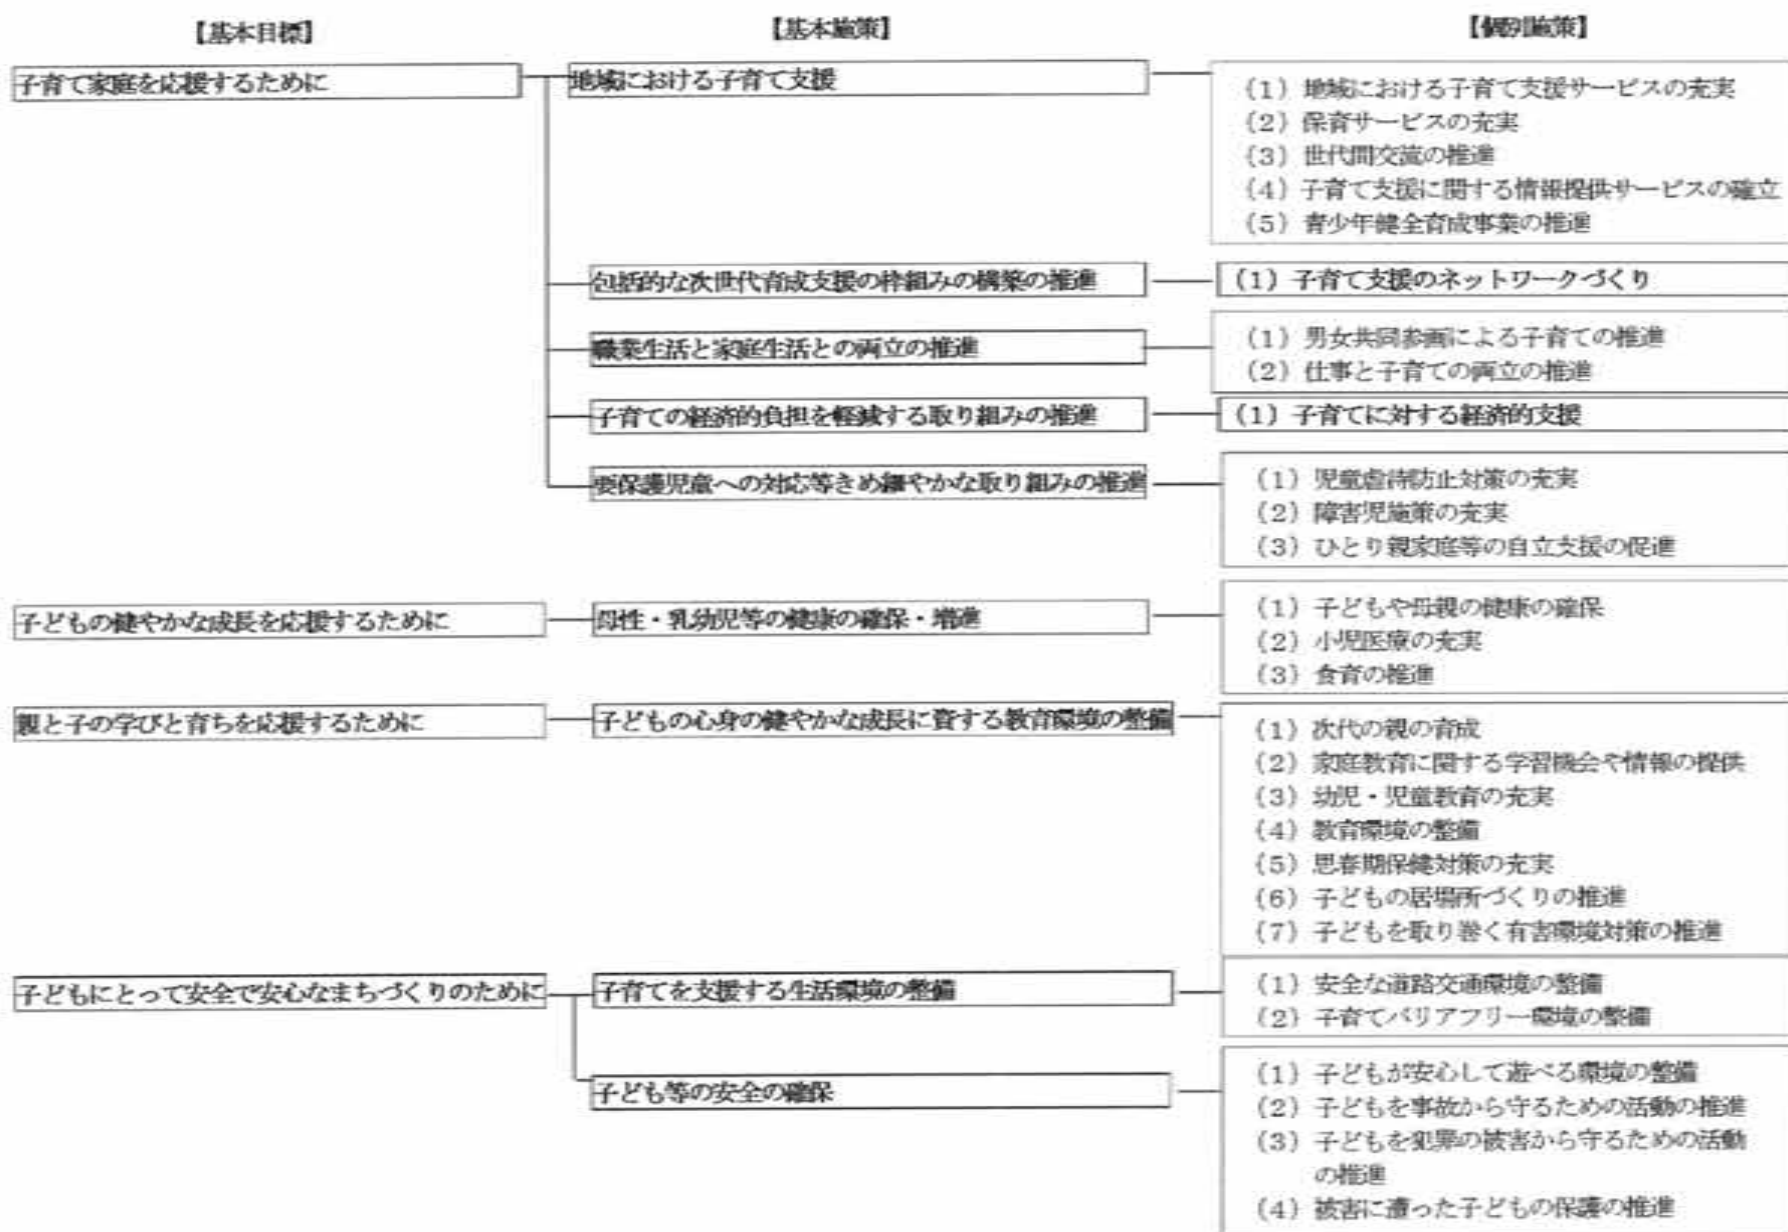 【基本目標】
【基本施策】
【個別施策】
子育て家庭を応援するために
地域における子育て支援
(1) 地域における子育て支援サービスの充実
(2) 保育サービスの充実
(3) 世代間交流の推進
(4) 子育て支援に関する情報提供サービスの確立
(5) 青少年健全育成事業の推進
包括的な次世代育成支援の枠組みの構築の推進
(1) 子育て支援のネットワークづくり
職業生活と家庭生活との両立の推進
(1) 男女共同参画による子育ての推進
(2) 仕事と子育ての両立の推進
子育ての経済的負担を軽減する取り組みの推進
(1) 子育てに対する経済的支援
要保護児童への対応等きめ細やかな取り組みの推進
(1) 児童虐待防止対策の充実
(2) 障害児施策の充実
(3) ひとり親家庭等の自立支援の促進
子どもの健やかな成長を応援するために
母性・乳幼児等の健康の確保・増進
(1) 子どもや母親の健康の確保
(2) 小児医療の充実
(3) 食育の推進
親と子の学びと育ちを応援するために
子どもの心身の健やかな成長に資する教育環境の整備
(1) 次代の親の育成
(2) 家庭教育に関する学習機会や情報の提供
(3) 幼児・児童教育の充実
(4) 教育環境の整備
(5) 思春期保健対策の充実
(6) 子どもの居場所づくりの推進
(7) 子どもを取り巻く有害環境対策の推進
子どもにとって安全で安心なまちづくりのために
子育てを支援する生活環境の整備
(1) 安全な道路交通環境の整備
(2) 子育てバリアフリー環境の整備
子ども等の安全の確保
(1) 子どもが安心して遊べる環境の整備
(2) 子どもを事故から守るための活動の推進
(3) 子どもを犯罪の被害から守るための活動
の推進
(4) 被害に遭った子どもの保護の推進